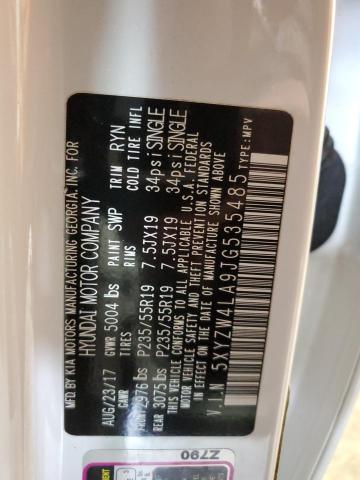 MFD BY KIA MOTORS MANUFACTURING GEORGIA, INC. FOR
HYUNDAI MOTOR COMPANY
AUG/23/17 GVWR 5004 lbs PAINT SWP TRIM RYN
GAWR TIRES RIMS COLD TIRE INFL
FRONT 2976 lbs P235/55R19 7.5JX19 34psi SINGLE
REAR 3075 lbs P235/55R19 7.5JX19 34psi SINGLE
THIS VEHICLE CONFORMS TO ALL APPLICABLE U.S.A. FEDERAL
MOTOR VEHICLE SAFETY, BUMPER, AND THEFT PREVENTION STANDARDS
IN EFFECT ON THE DATE OF MANUFACTURE SHOWN ABOVE.
V.I.N 5XYZW4LA9JG535485 TYPE:MPV
Z790